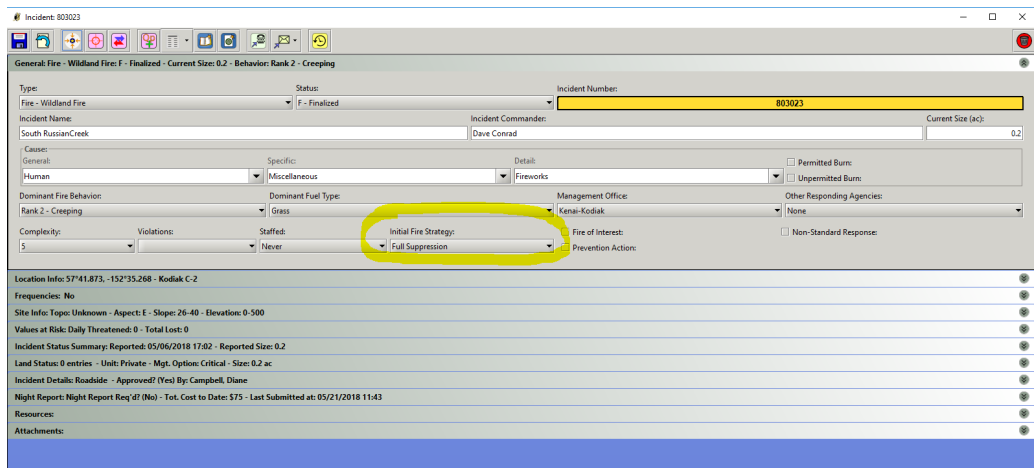 Incident: 803023
General: Fire - Wildland Fire: F - Finalized - Current Size: 0.2 - Behavior: Rank 2 - Creeping
Type: Status: Incident Number:
Fire - Wildland Fire F - Finalized 803023
Incident Name: Incident Commander: Current Size (ac):
South RussianCreek Dave Conrad 0.2
Cause:
General: Specific: Detail: Permitted Burn:
Human Miscellaneous Fireworks Unpermitted Burn:
Dominant Fire Behavior: Dominant Fuel Type: Management Office: Other Responding Agencies:
Rank 2 - Creeping Grass Kenai-Kodiak None
Complexity: Violations: Staffed: Initial Fire Strategy: Fire of Interest: Non-Standard Response:
5 Never Full Suppression Prevention Action:
Location Info: 57°41.873, -152°35.268 - Kodiak C-2
Frequencies: No
Site Info: Topo: Unknown - Aspect: E - Slope: 26-40 - Elevation: 0-500
Values at Risk: Daily Threatened: 0 - Total Lost: 0
Incident Status Summary: Reported: 05/06/2018 17:02 - Reported Size: 0.2
Land Status: 0 entries - Unit: Private - Mgt. Option: Critical - Size: 0.2 ac
Incident Details: Roadside - Approved? (Yes) By: Campbell, Diane
Night Report: Night Report Req'd? (No) - Tot. Cost to Date: $75 - Last Submitted at: 05/21/2018 11:43
Resources:
Attachments: